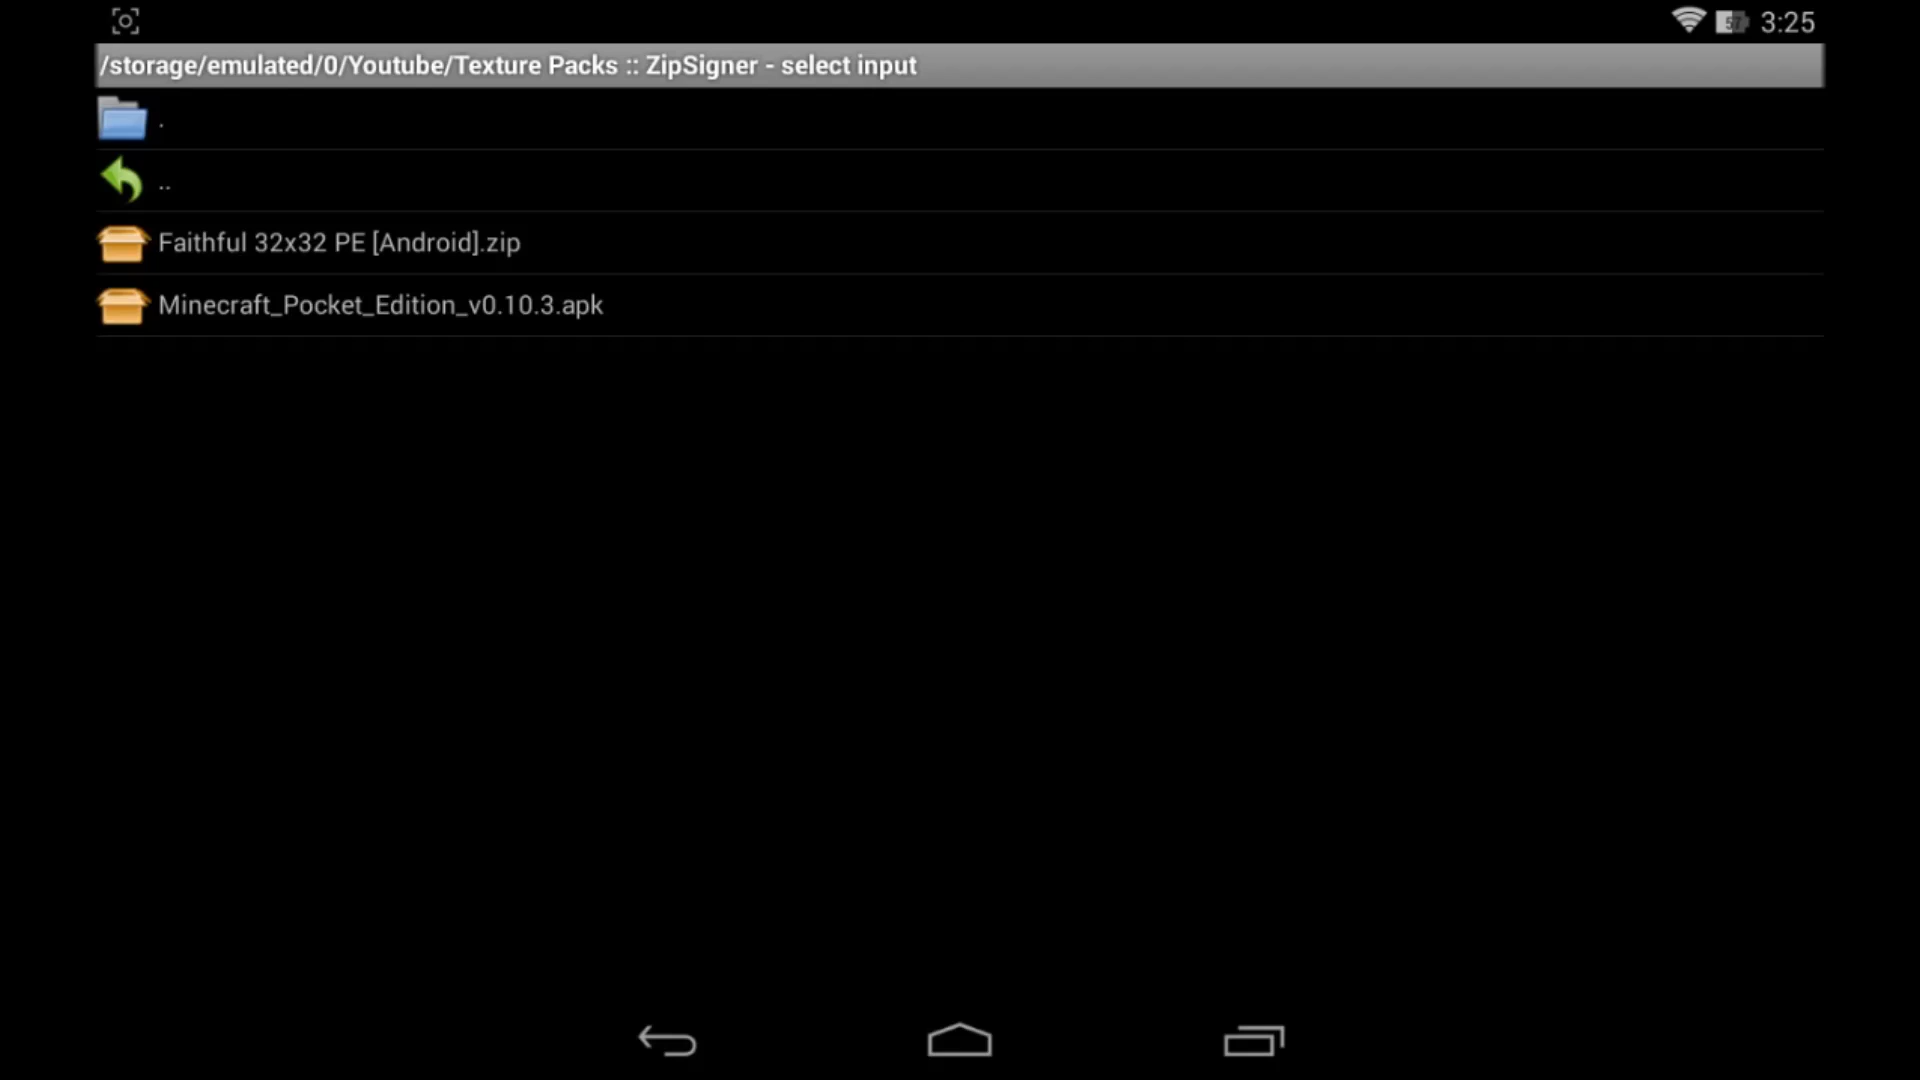 57 3:25
/storage/emulated/0/Youtube/Texture Packs :: ZipSigner - select input
.
..
Faithful 32x32 PE [Android].zip
Minecraft_Pocket_Edition_v0.10.3.apk